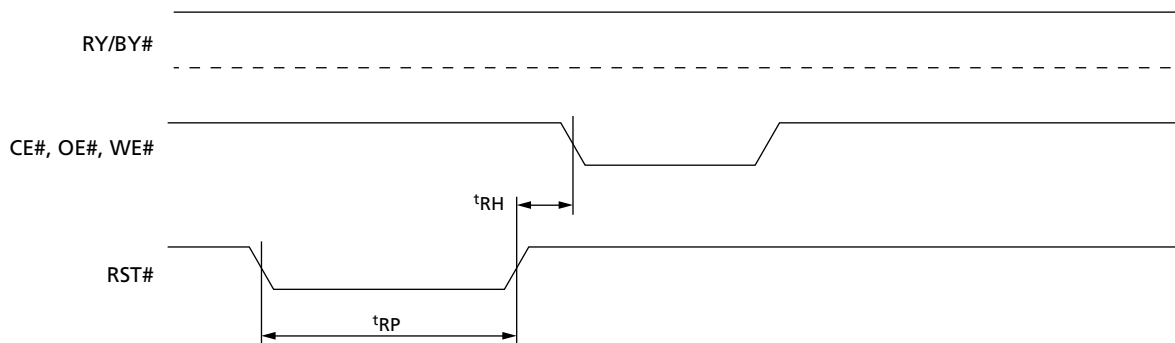 RY/BY#
CE#, OE#, WE#
tRH
RST#
tRP